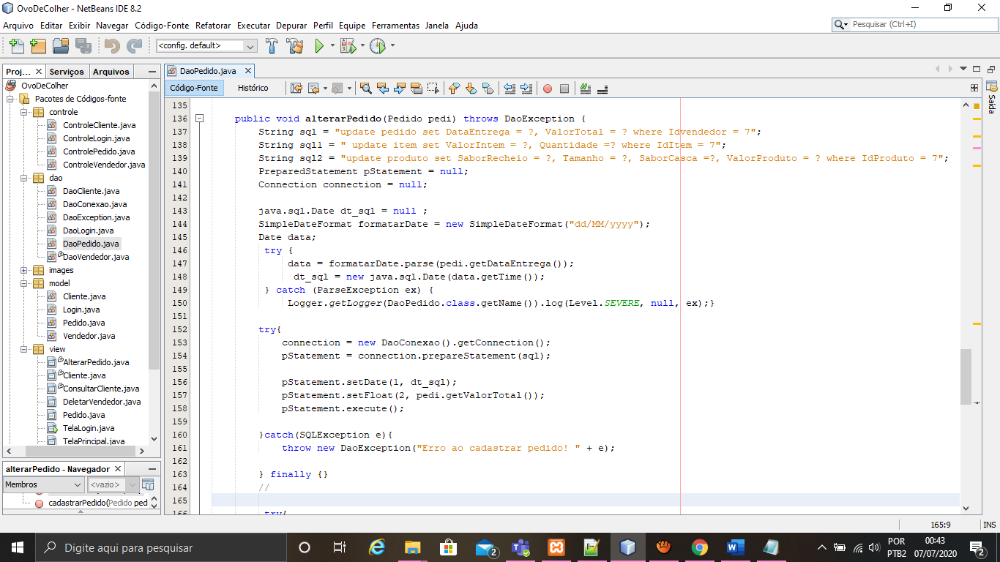 OvoDeColher - NetBeans IDE 8.2
Arquivo Editar Exibir Navegar Código-Fonte Refatorar Executar Depurar Perfil Equipe Ferramentas Janela Ajuda
Pesquisar (Ctrl+I)
<config. default>
Proj... Serviços Arquivos
DaoPedido.java
Código-Fonte Histórico
OvoDeColher
Pacotes de Códigos-fonte
controle
ControleCliente.java
ControleLogin.java
ControlePedido.java
ControleVendedor.java
dao
DaoCliente.java
DaoConexao.java
DaoException.java
DaoLogin.java
DaoPedido.java
DaoVendedor.java
images
model
Cliente.java
Login.java
Pedido.java
Vendedor.java
view
AlterarPedido.java
Cliente.java
ConsultarCliente.java
DeletarVendedor.java
Pedido.java
TelaLogin.java
TelaPrincipal.java
alterarPedido - Navegador
Membros <vazio>
cadastrarPedido(Pedido ped
135
136 public void alterarPedido(Pedido pedi) throws DaoException {
137 String sql = "update pedido set DataEntrega = ?, ValorTotal = ? where Idvendedor = 7";
138 String sql1 = " update item set ValorIntem = ?, Quantidade =? where IdItem = 7";
139 String sql2 = "update produto set SaborRecheio = ?, Tamanho = ?, SaborCasca =?, ValorProduto = ? where IdProduto = 7";
140 PreparedStatement pStatement = null;
141 Connection connection = null;
142
143 java.sql.Date dt_sql = null ;
144 SimpleDateFormat formatarDate = new SimpleDateFormat("dd/MM/yyyy");
145 Date data;
146 try {
147 data = formatarDate.parse(pedi.getDataEntrega());
148 dt_sql = new java.sql.Date(data.getTime());
149 } catch (ParseException ex) {
150 Logger.getLogger(DaoPedido.class.getName()).log(Level.SEVERE, null, ex);}
151
152 try{
153 connection = new DaoConexao().getConnection();
154 pStatement = connection.prepareStatement(sql);
155
156 pStatement.setDate(1, dt_sql);
157 pStatement.setFloat(2, pedi.getValorTotal());
158 pStatement.execute();
159
160 }catch(SQLException e){
161 throw new DaoException("Erro ao cadastrar pedido! " + e);
162
163 } finally {}
164 //
165
166 try{
Saída
165:9 INS
Digite aqui para pesquisar
2
POR
PTB2
00:43
07/07/2020
2